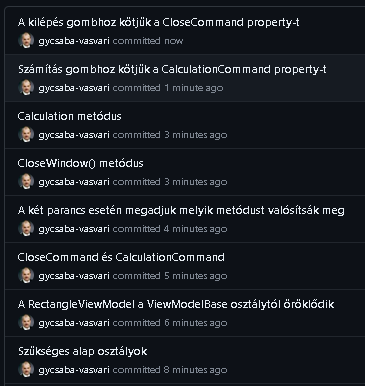 A kilépés gombhoz kötjük a CloseCommand property-t
gycsaba-vasvari committed now
Számítás gombhoz kötjük a CalculationCommand property-t
gycsaba-vasvari committed 1 minute ago
Calculation metódus
gycsaba-vasvari committed 3 minutes ago
CloseWindow() metódus
gycsaba-vasvari committed 3 minutes ago
A két parancs esetén megadjuk melyik metódust valósítsák meg
gycsaba-vasvari committed 4 minutes ago
CloseCommand és CalculationCommand
gycsaba-vasvari committed 5 minutes ago
A RectangleViewModel a ViewModelBase osztálytól öröklődik
gycsaba-vasvari committed 6 minutes ago
Szükséges alap osztályok
gycsaba-vasvari committed 8 minutes ago